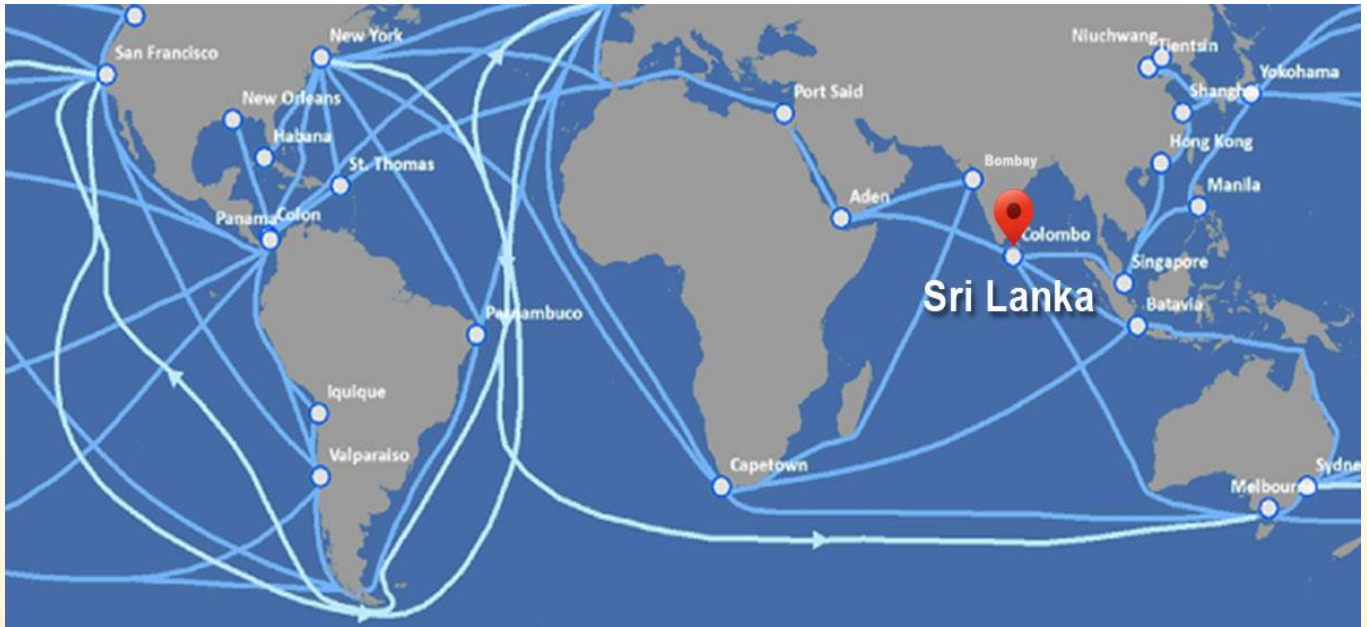 New York
Niuchwang
Tientsin
San Francisco
Yokohama
Port Said
New Orleans
Shanghai
Habana
Hong Kong
St. Thomas
Bombay
Manila
Aden
Panama
Colon
Colombo
Singapore
Sri Lanka
Batavia
Pernambuco
Iquique
Valparaiso
Capetown
Sydne
Melbourne